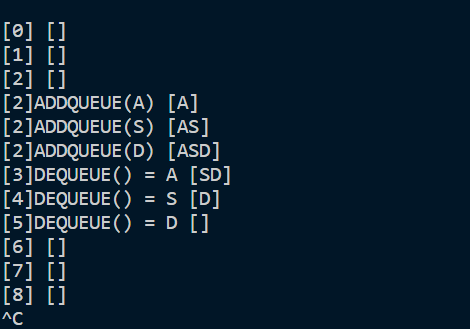 [0] []
[1] []
[2] []
[2]ADDQUEUE(A) [A]
[2]ADDQUEUE(S) [AS]
[2]ADDQUEUE(D) [ASD]
[3]DEQUEUE() = A [SD]
[4]DEQUEUE() = S [D]
[5]DEQUEUE() = D []
[6] []
[7] []
[8] []
^C